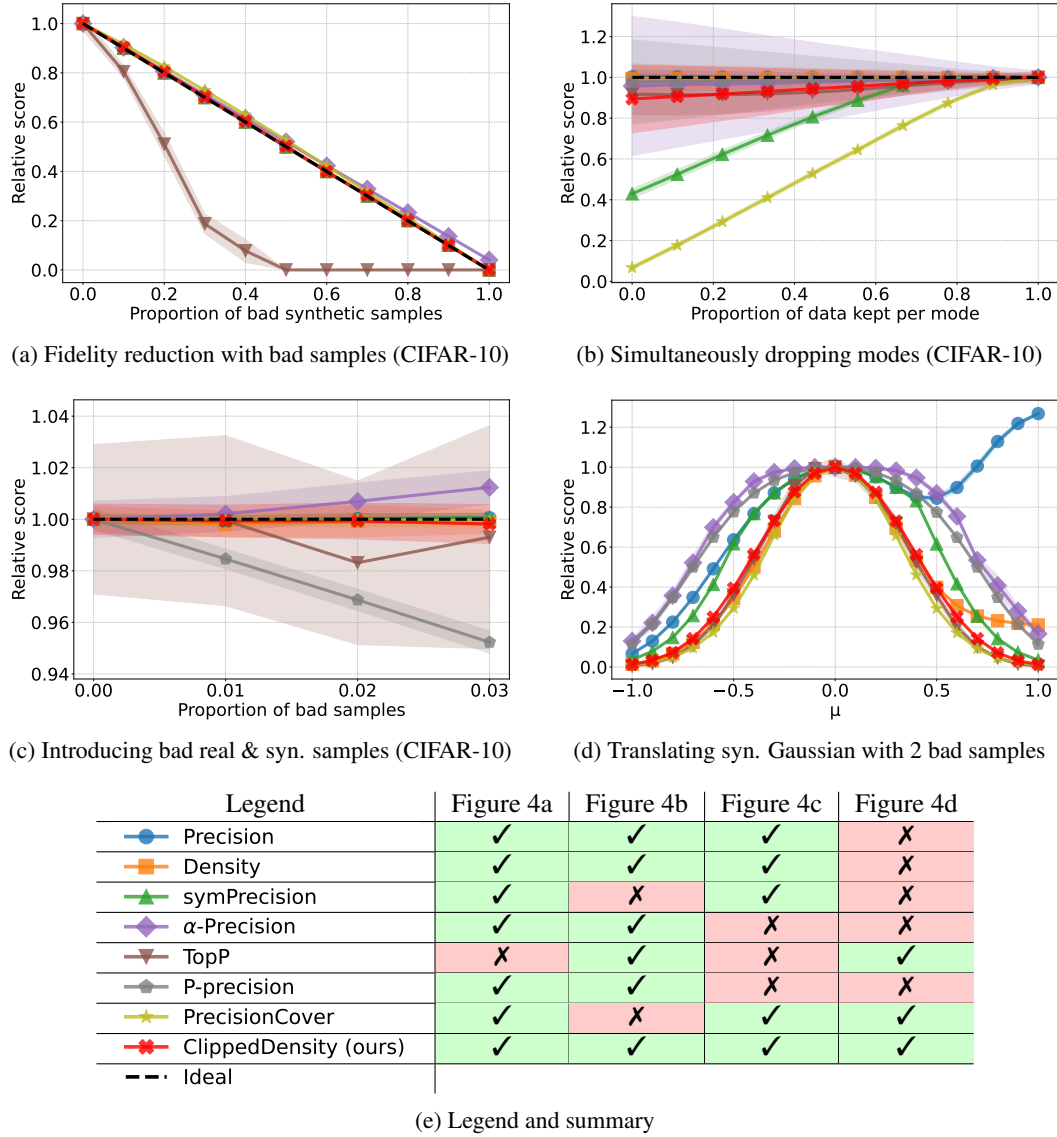 Relative score
1.0
0.8
0.6
0.4
0.2
0.0
0.0 0.2 0.4 0.6 0.8 1.0
Proportion of bad synthetic samples
(a) Fidelity reduction with bad samples (CIFAR-10)
Relative score
1.2
1.0
0.8
0.6
0.4
0.2
0.0
0.0 0.2 0.4 0.6 0.8 1.0
Proportion of data kept per mode
(b) Simultaneously dropping modes (CIFAR-10)
Relative score
1.04
1.02
1.00
0.98
0.96
0.94
0.00 0.01 0.02 0.03
Proportion of bad samples
(c) Introducing bad real & syn. samples (CIFAR-10)
Relative score
1.2
1.0
0.8
0.6
0.4
0.2
0.0
−1.0 −0.5 0.0 0.5 1.0
μ
(d) Translating syn. Gaussian with 2 bad samples
Legend Figure 4a Figure 4b Figure 4c Figure 4d
Precision ✓ ✓ ✓ ✗
Density ✓ ✓ ✓ ✗
symPrecision ✓ ✗ ✓ ✗
α-Precision ✓ ✓ ✗ ✗
TopP ✗ ✓ ✗ ✓
P-precision ✓ ✓ ✗ ✗
PrecisionCover ✓ ✗ ✓ ✓
ClippedDensity (ours) ✓ ✓ ✓ ✓
Ideal
(e) Legend and summary